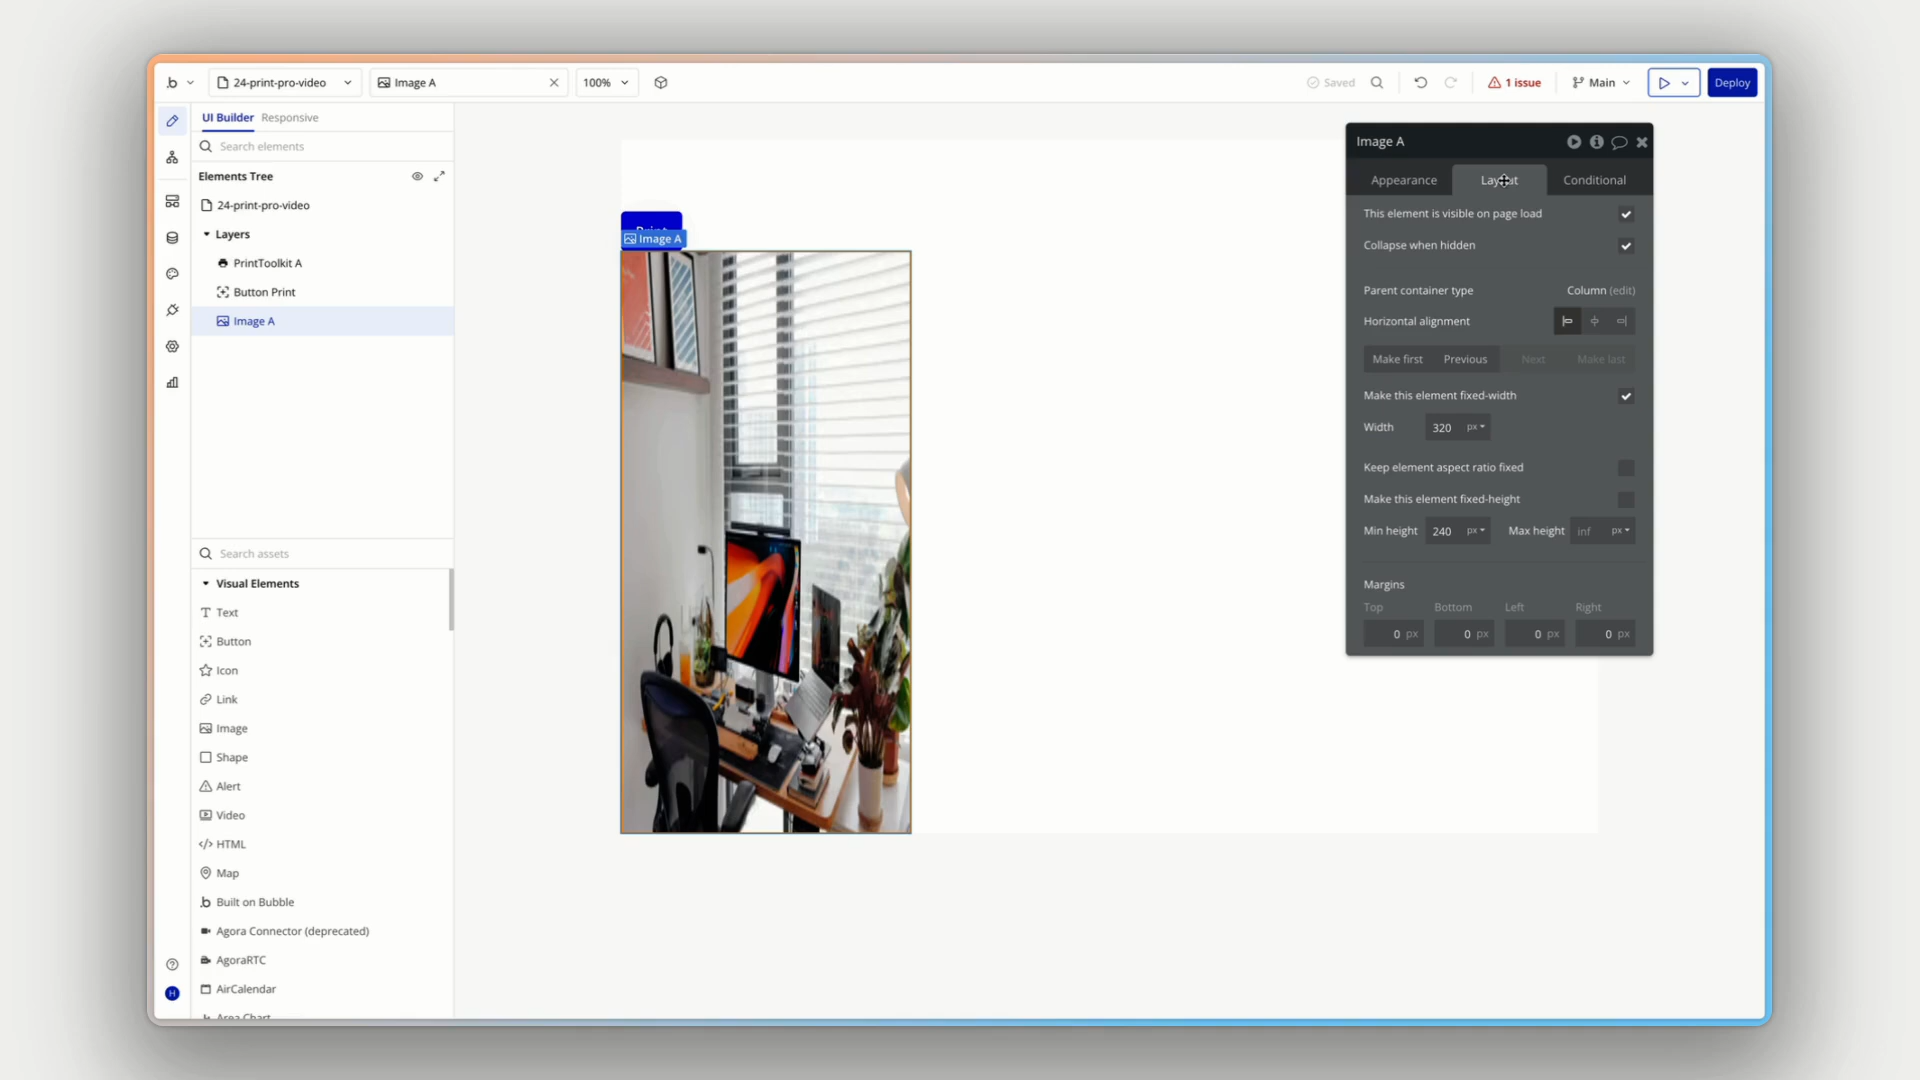 24-print-pro-video
Image A
100%
Saved
1 issue
Main
Deploy
UI Builder
Responsive
Search elements
Elements Tree
24-print-pro-video
Layers
PrintToolkit A
Button Print
Image A
Search assets
Visual Elements
Text
Button
Icon
Link
Image
Shape
Alert
Video
</> HTML
Map
Built on Bubble
Agora Connector (deprecated)
AgoraRTC
AirCalendar
Area Chart
H
Print
Image A
Image A
Appearance
Layout
Conditional
This element is visible on page load
Collapse when hidden
Parent container type Column (edit)
Horizontal alignment
Make first Previous Next Make last
Make this element fixed-width
Width 320 px
Keep element aspect ratio fixed
Make this element fixed-height
Min height 240 px Max height inf px
Margins
Top Bottom Left Right
0 px 0 px 0 px 0 px